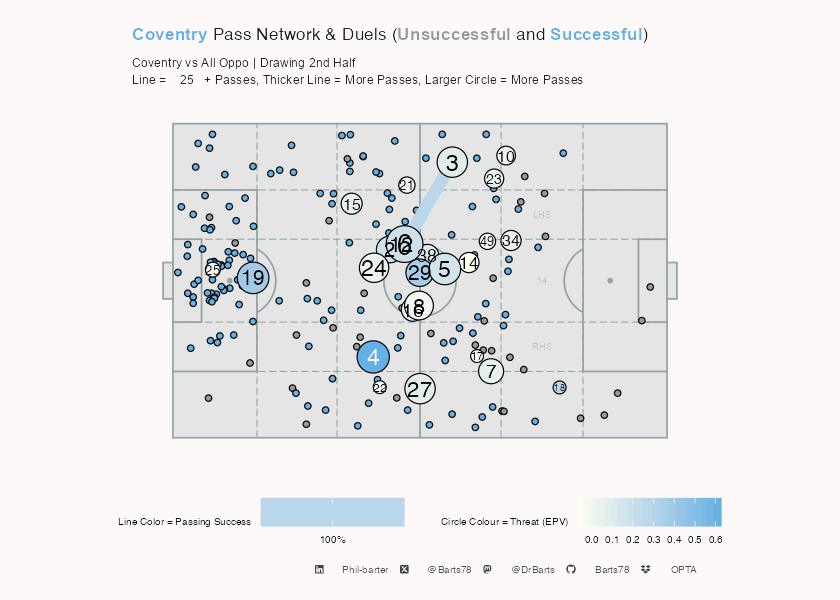 Coventry Pass Network & Duels (Unsuccessful and Successful)
Coventry vs All Oppo | Drawing 2nd Half
Line = 25 + Passes, Thicker Line = More Passes, Larger Circle = More Passes
3
10
23
21
15
LHS
49
34
38
14
24
29
5
25
19
14
8
4
RHS
17
7
22
27
18
Line Color = Passing Success
100%
Circle Colour = Threat (EPV)
0.0 0.1 0.2 0.3 0.4 0.5 0.6
Phil-barter @Barts78 @DrBarts Barts78 OPTA